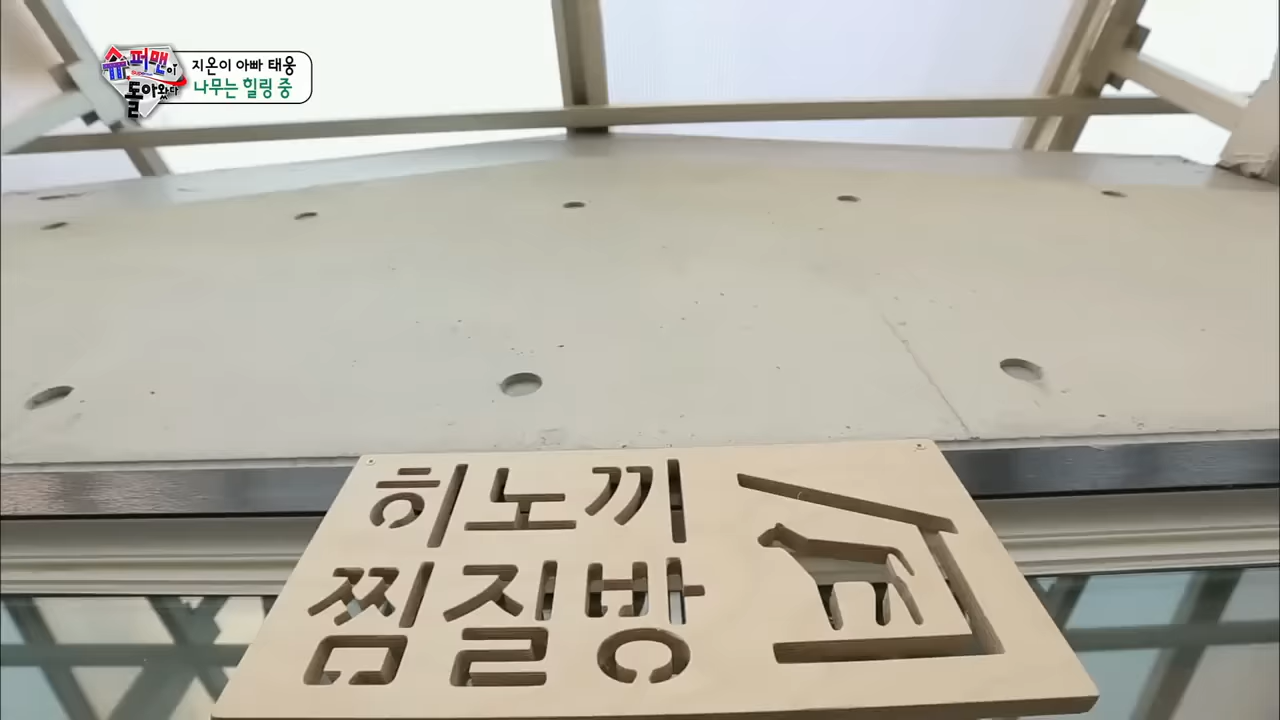 슈퍼맨이
돌아왔다
지온이 아빠 태웅
나무는 힐링 중
히노끼
찜질방